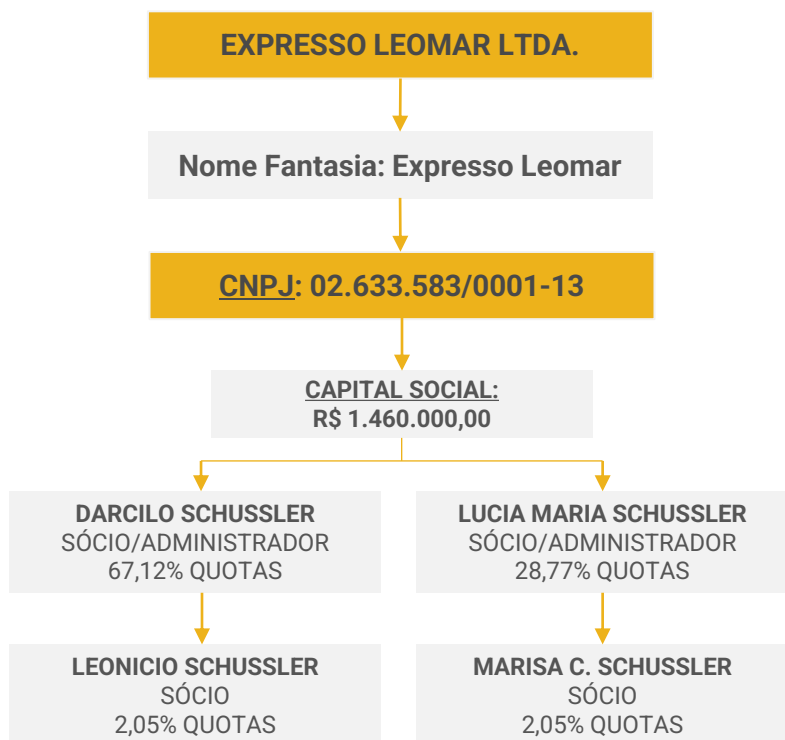 EXPRESSO LEOMAR LTDA.
Nome Fantasia: Expresso Leomar
CNPJ: 02.633.583/0001-13
CAPITAL SOCIAL:
R$ 1.460.000,00
DARCILO SCHUSSLER
SÓCIO/ADMINISTRADOR
67,12% QUOTAS
LUCIA MARIA SCHUSSLER
SÓCIO/ADMINISTRADOR
28,77% QUOTAS
LEONICIO SCHUSSLER
SÓCIO
2,05% QUOTAS
MARISA C. SCHUSSLER
SÓCIO
2,05% QUOTAS